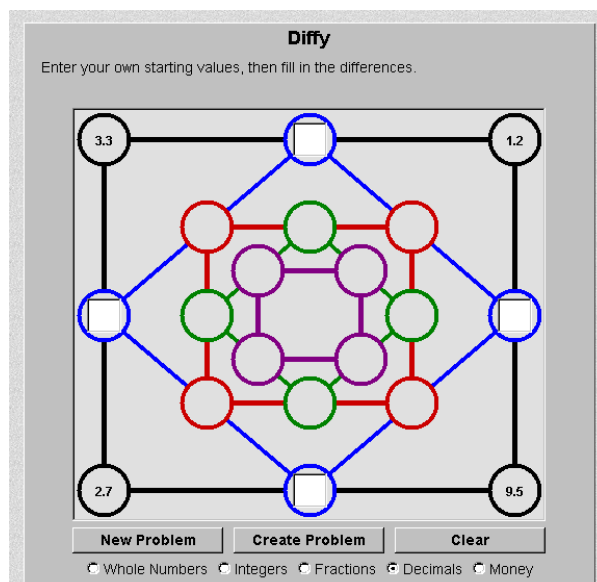 Diffy
Enter your own starting values, then fill in the differences.
3.3 1.2
2.7 9.5
New Problem Create Problem Clear
Whole Numbers Integers Fractions Decimals Money